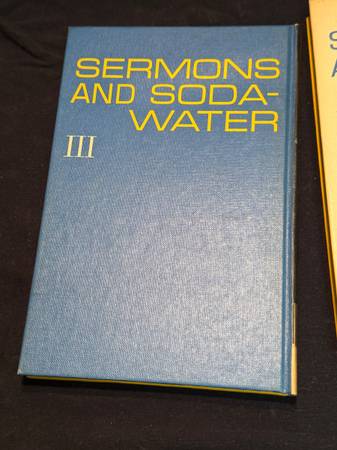 SERMONS
AND SODA-
WATER
III
S